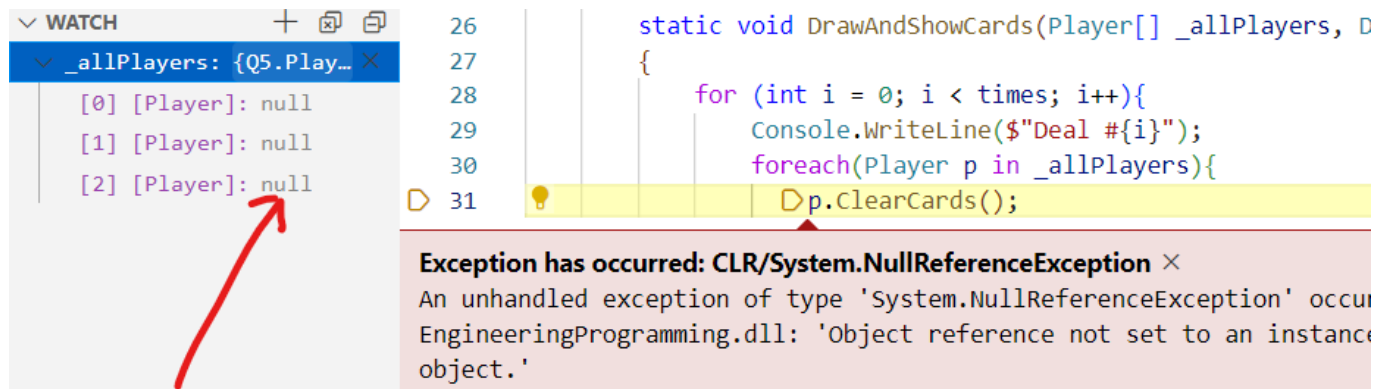 WATCH
_allPlayers: {Q5.Play…
[0] [Player]: null
[1] [Player]: null
[2] [Player]: null
26 static void DrawAndShowCards(Player[] _allPlayers, D
27 {
28 for (int i = 0; i < times; i++){
29 Console.WriteLine($"Deal #{i}");
30 foreach(Player p in _allPlayers){
31 p.ClearCards();
Exception has occurred: CLR/System.NullReferenceException
An unhandled exception of type 'System.NullReferenceException' occu
EngineeringProgramming.dll: 'Object reference not set to an instance
object.'